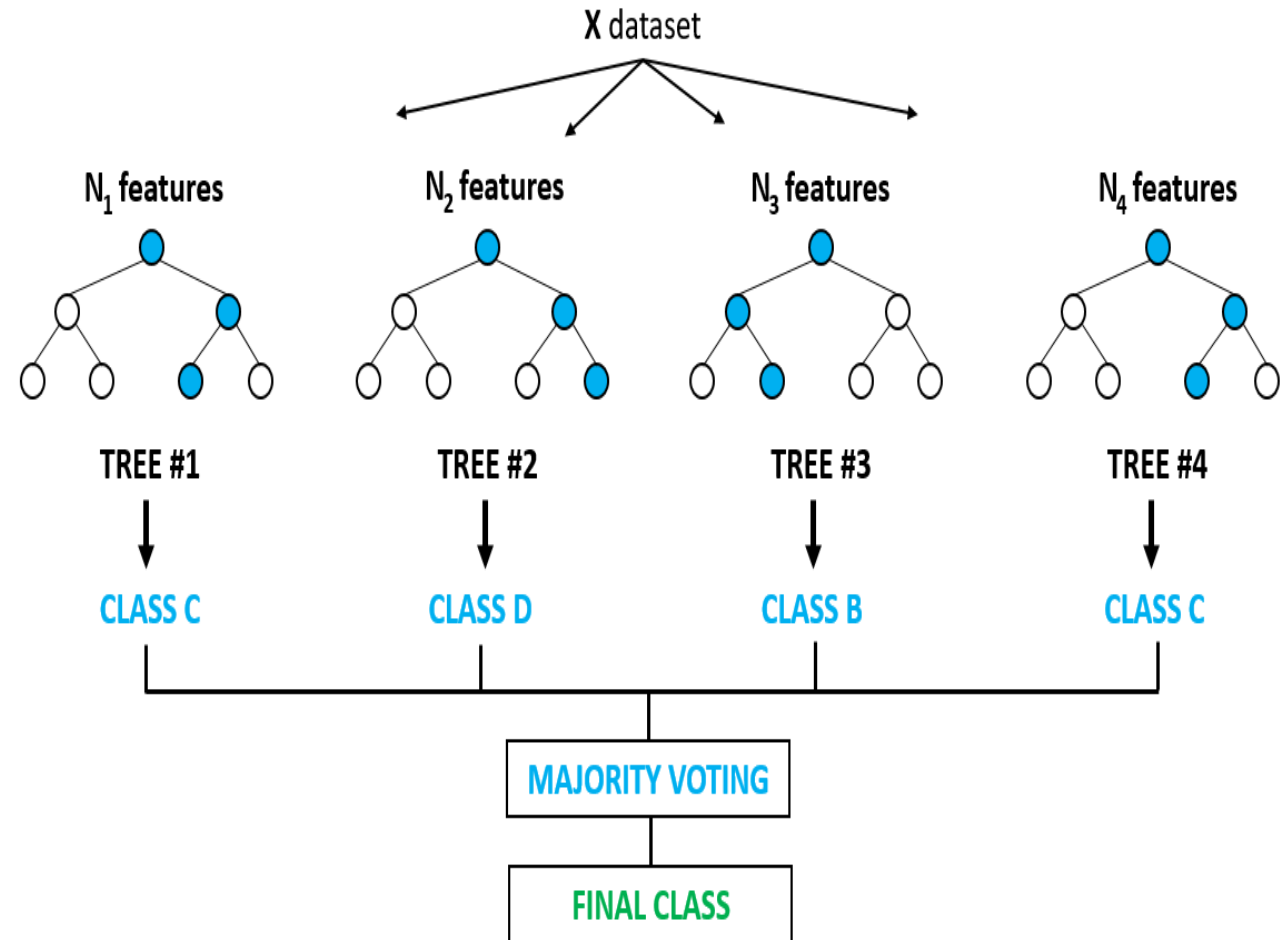 X dataset
N₁ features
N₂ features
N₃ features
N₄ features
TREE #1
TREE #2
TREE #3
TREE #4
CLASS C
CLASS D
CLASS B
CLASS C
MAJORITY VOTING
FINAL CLASS